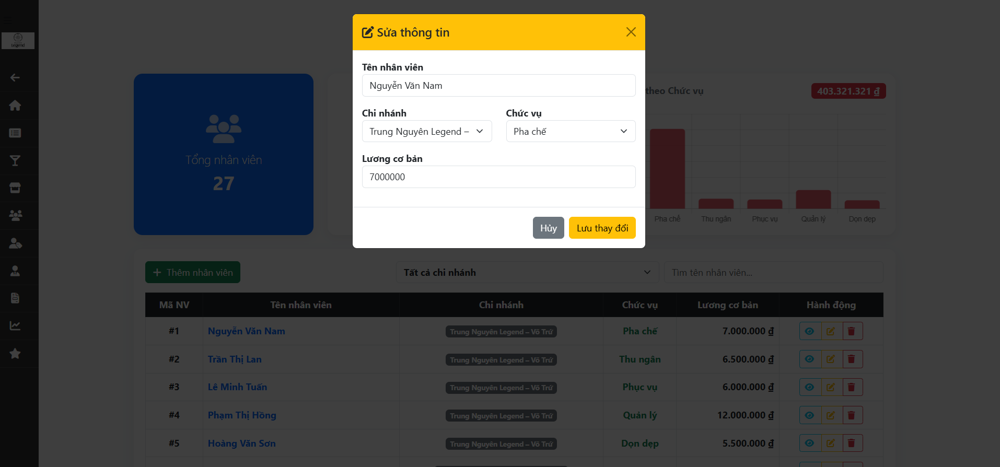 Legend
Sửa thông tin
Tên nhân viên
Nguyễn Văn Nam
Chi nhánh
Chức vụ
Trung Nguyên Legend –
Pha chế
Lương cơ bản
7000000
Hủy
Lưu thay đổi
Tổng nhân viên
27
theo Chức vụ
403.321.321 ₫
Pha chế
Thu ngân
Phục vụ
Quản lý
Dọn dẹp
Thêm nhân viên
Tất cả chi nhánh
Tìm tên nhân viên...
Mã NV
Tên nhân viên
Chi nhánh
Chức vụ
Lương cơ bản
Hành động
#1
Nguyễn Văn Nam
Trung Nguyên Legend – Võ Trứ
Pha chế
7.000.000 ₫
#2
Trần Thị Lan
Trung Nguyên Legend – Võ Trứ
Thu ngân
6.500.000 ₫
#3
Lê Minh Tuấn
Trung Nguyên Legend – Võ Trứ
Phục vụ
6.000.000 ₫
#4
Phạm Thị Hồng
Trung Nguyên Legend – Võ Trứ
Quản lý
12.000.000 ₫
#5
Hoàng Văn Sơn
Trung Nguyên Legend – Võ Trứ
Dọn dẹp
5.500.000 ₫